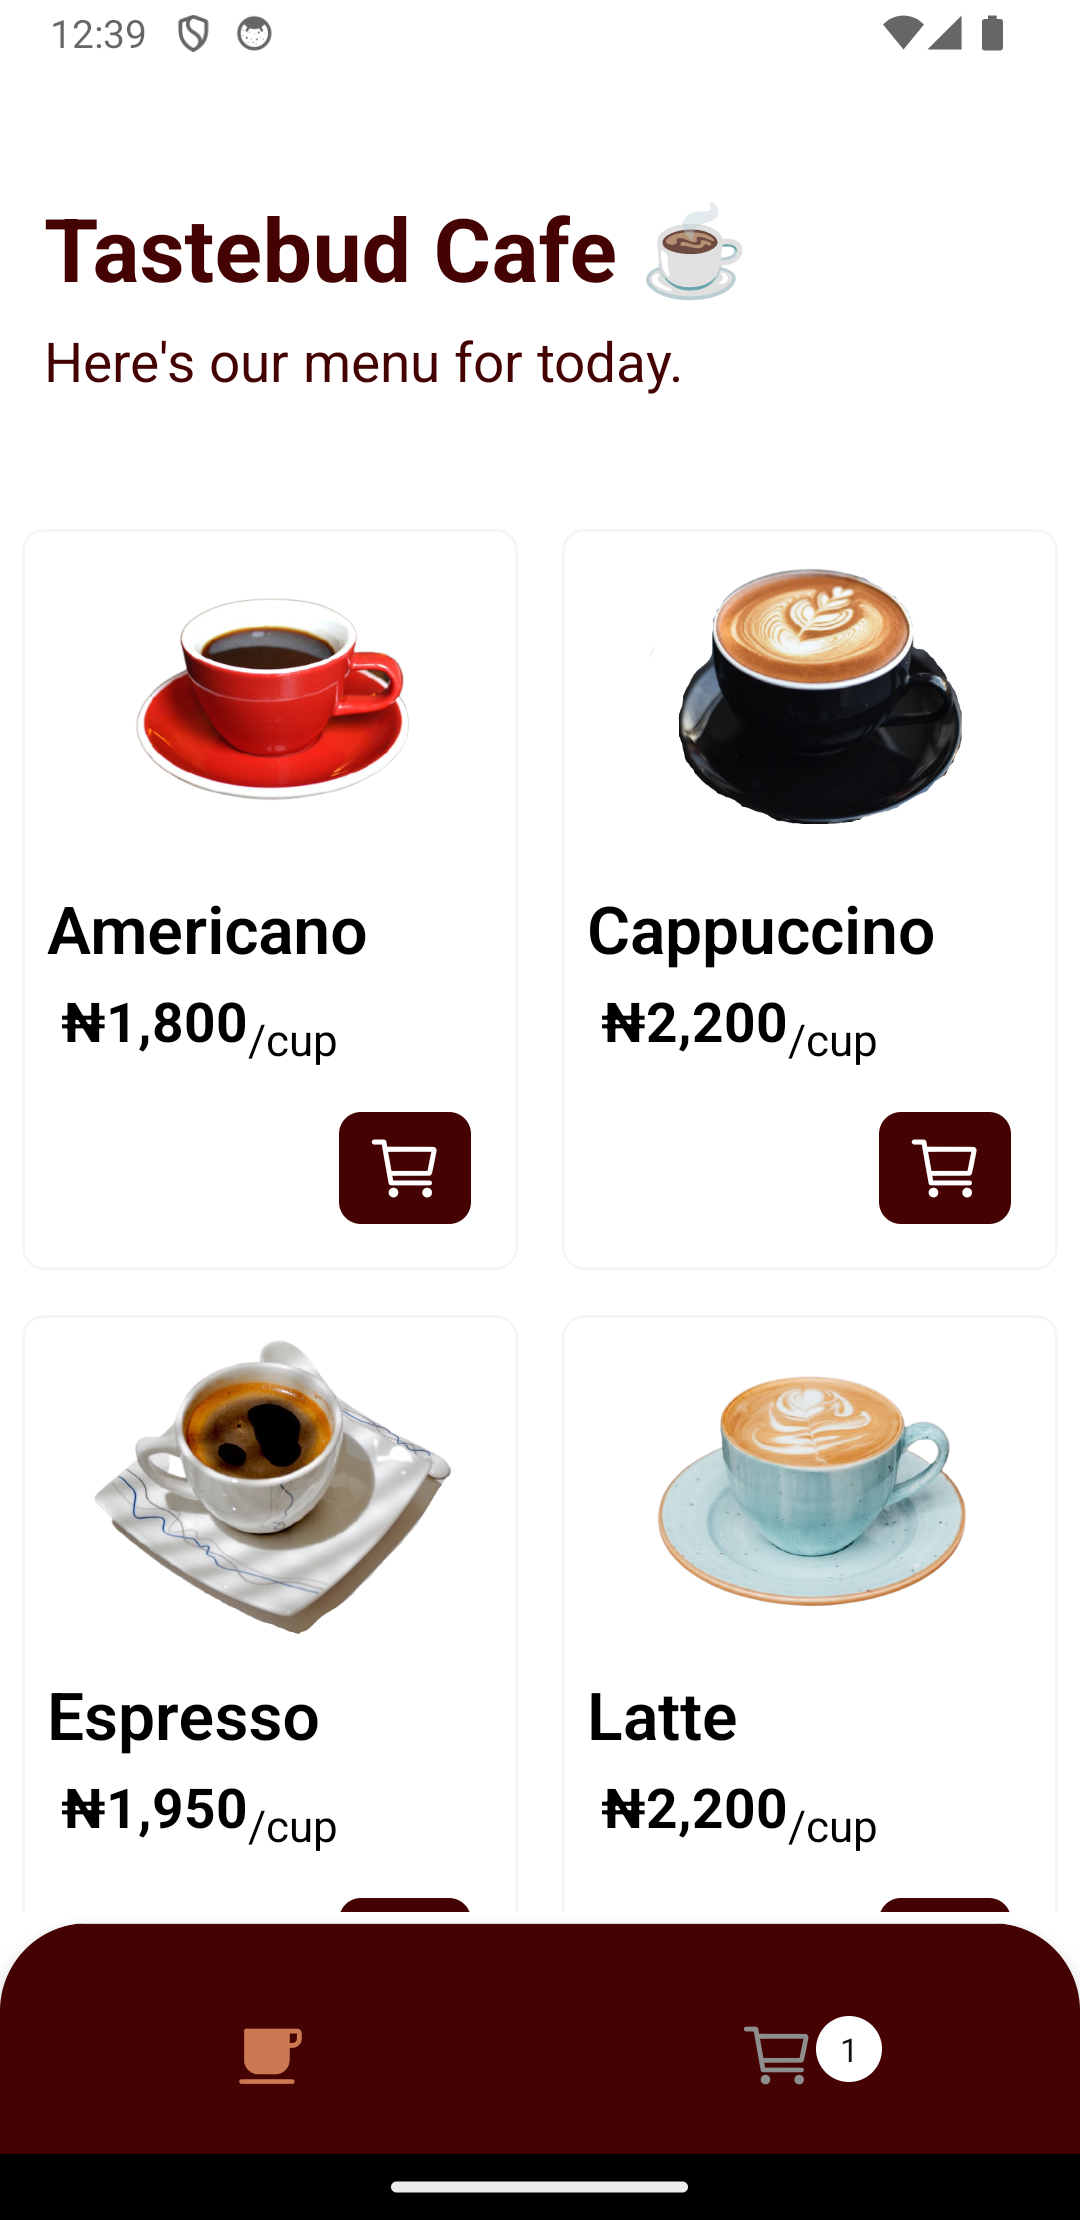 12:39
Tastebud Cafe ☕
Here's our menu for today.
Americano
₦1,800/cup
Cappuccino
₦2,200/cup
Espresso
₦1,950/cup
Latte
₦2,200/cup
1